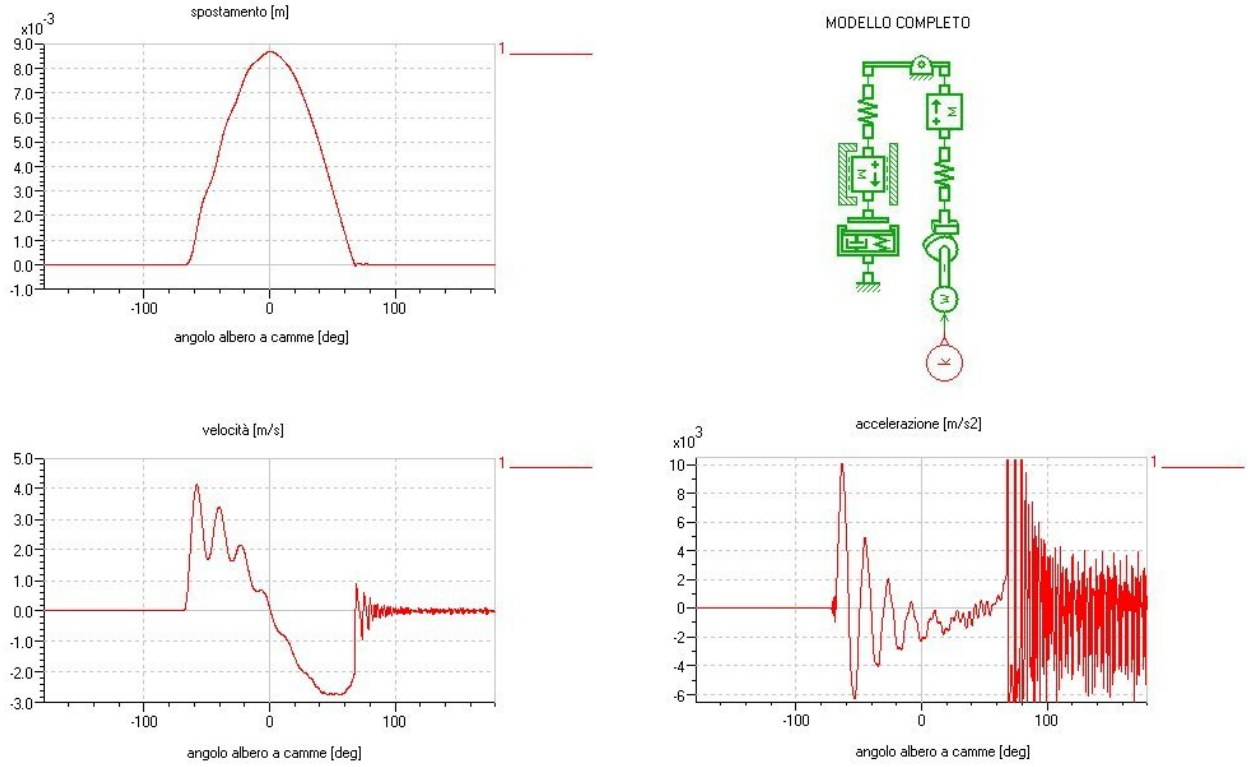 spostamento [m]
x10-3
9.0
8.0
7.0
6.0
5.0
4.0
3.0
2.0
1.0
0.0
-1.0
-100 0 100
angolo albero a camme [deg]
1
MODELLO COMPLETO
M
M
W
K
velocità [m/s]
5.0
4.0
3.0
2.0
1.0
0.0
-1.0
-2.0
-3.0
-100 0 100
angolo albero a camme [deg]
1
accelerazione [m/s2]
x103
10
8
6
4
2
0
-2
-4
-6
-100 0 100
angolo albero a camme [deg]
1